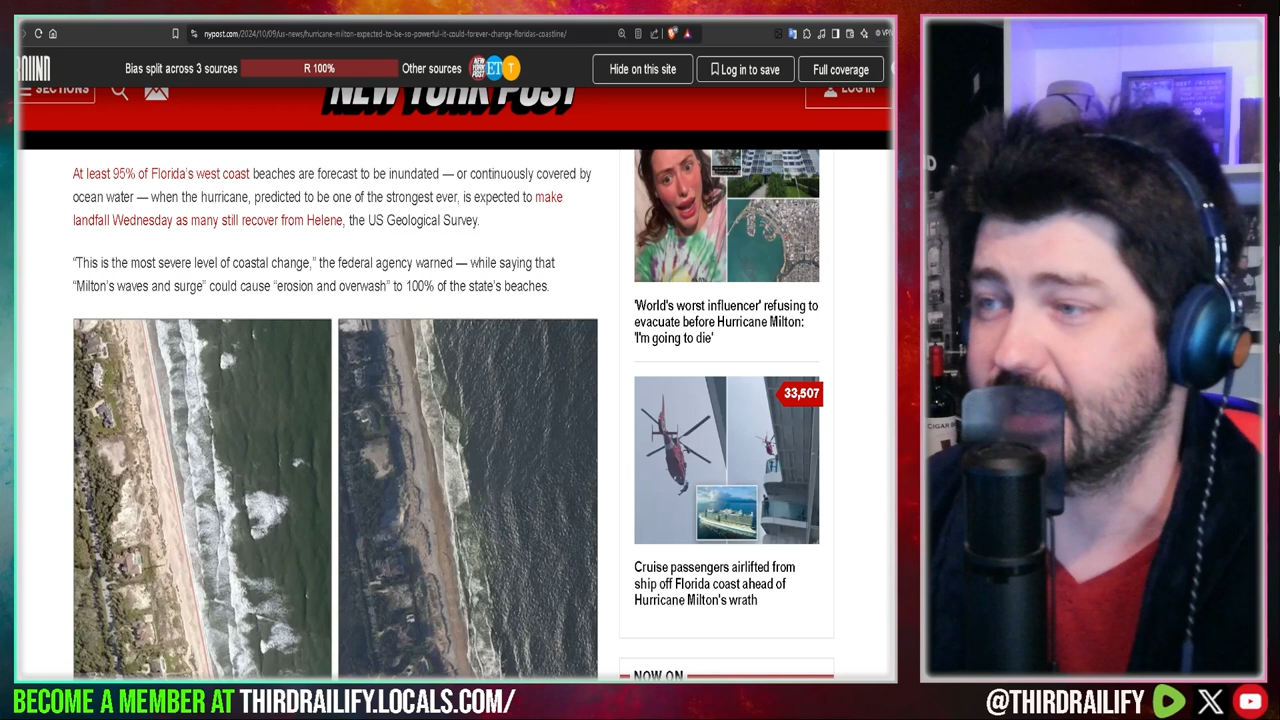 nypost.com/2024/10/09/us-news/hurricane-milton-expected-to-be-so-powerful-it-could-forever-change-floridas-coastline/
Bias split across 3 sources
R 100%
Other sources
Hide on this site
Log in to save
Full coverage
SECTIONS
NEW YORK POST
LOG IN
At least 95% of Florida's west coast beaches are forecast to be inundated — or continuously covered by
ocean water — when the hurricane, predicted to be one of the strongest ever, is expected to make
landfall Wednesday as many still recover from Helene, the US Geological Survey.
“This is the most severe level of coastal change,” the federal agency warned — while saying that
“Milton’s waves and surge” could cause “erosion and overwash” to 100% of the state’s beaches.
'World's worst influencer' refusing to
evacuate before Hurricane Milton:
'I'm going to die'
33,507
Cruise passengers airlifted from
ship off Florida coast ahead of
Hurricane Milton's wrath
NOW ON
BECOME A MEMBER AT THIRDRAILIFY.LOCALS.COM/
@THIRDRAILIFY X